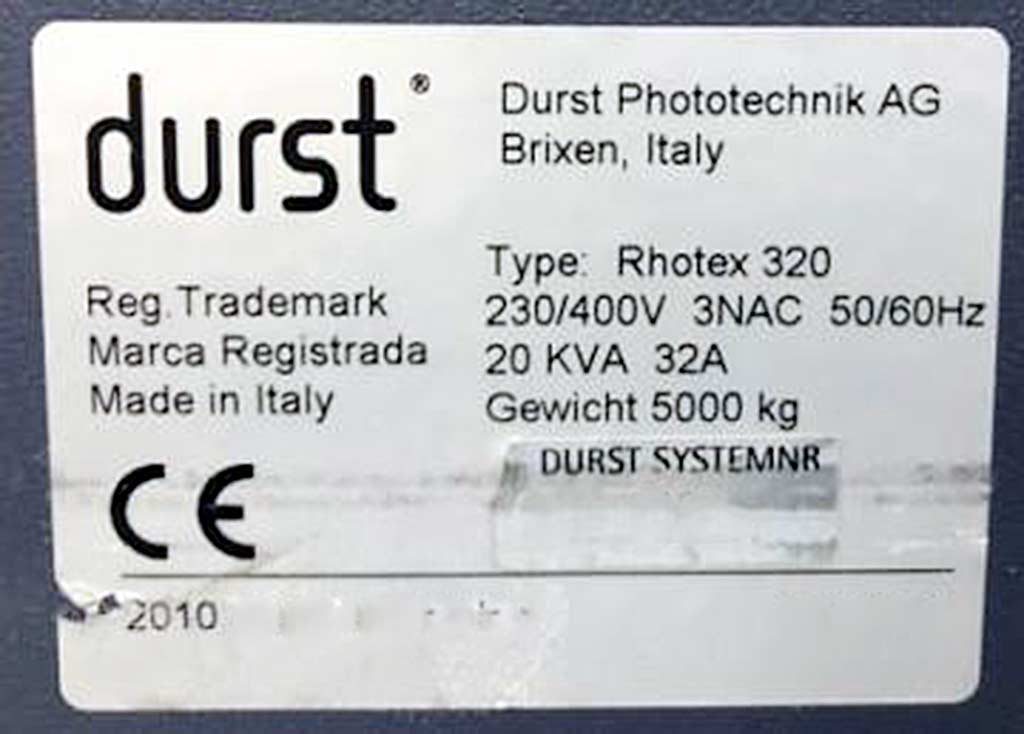 durst®
Durst Phototechnik AG
Brixen, Italy
Reg.Trademark
Marca Registrada
Made in Italy
Type: Rhotex 320
230/400V 3NAC 50/60Hz
20 KVA 32A
Gewicht 5000 kg
DURST SYSTEMNR
CE
2010